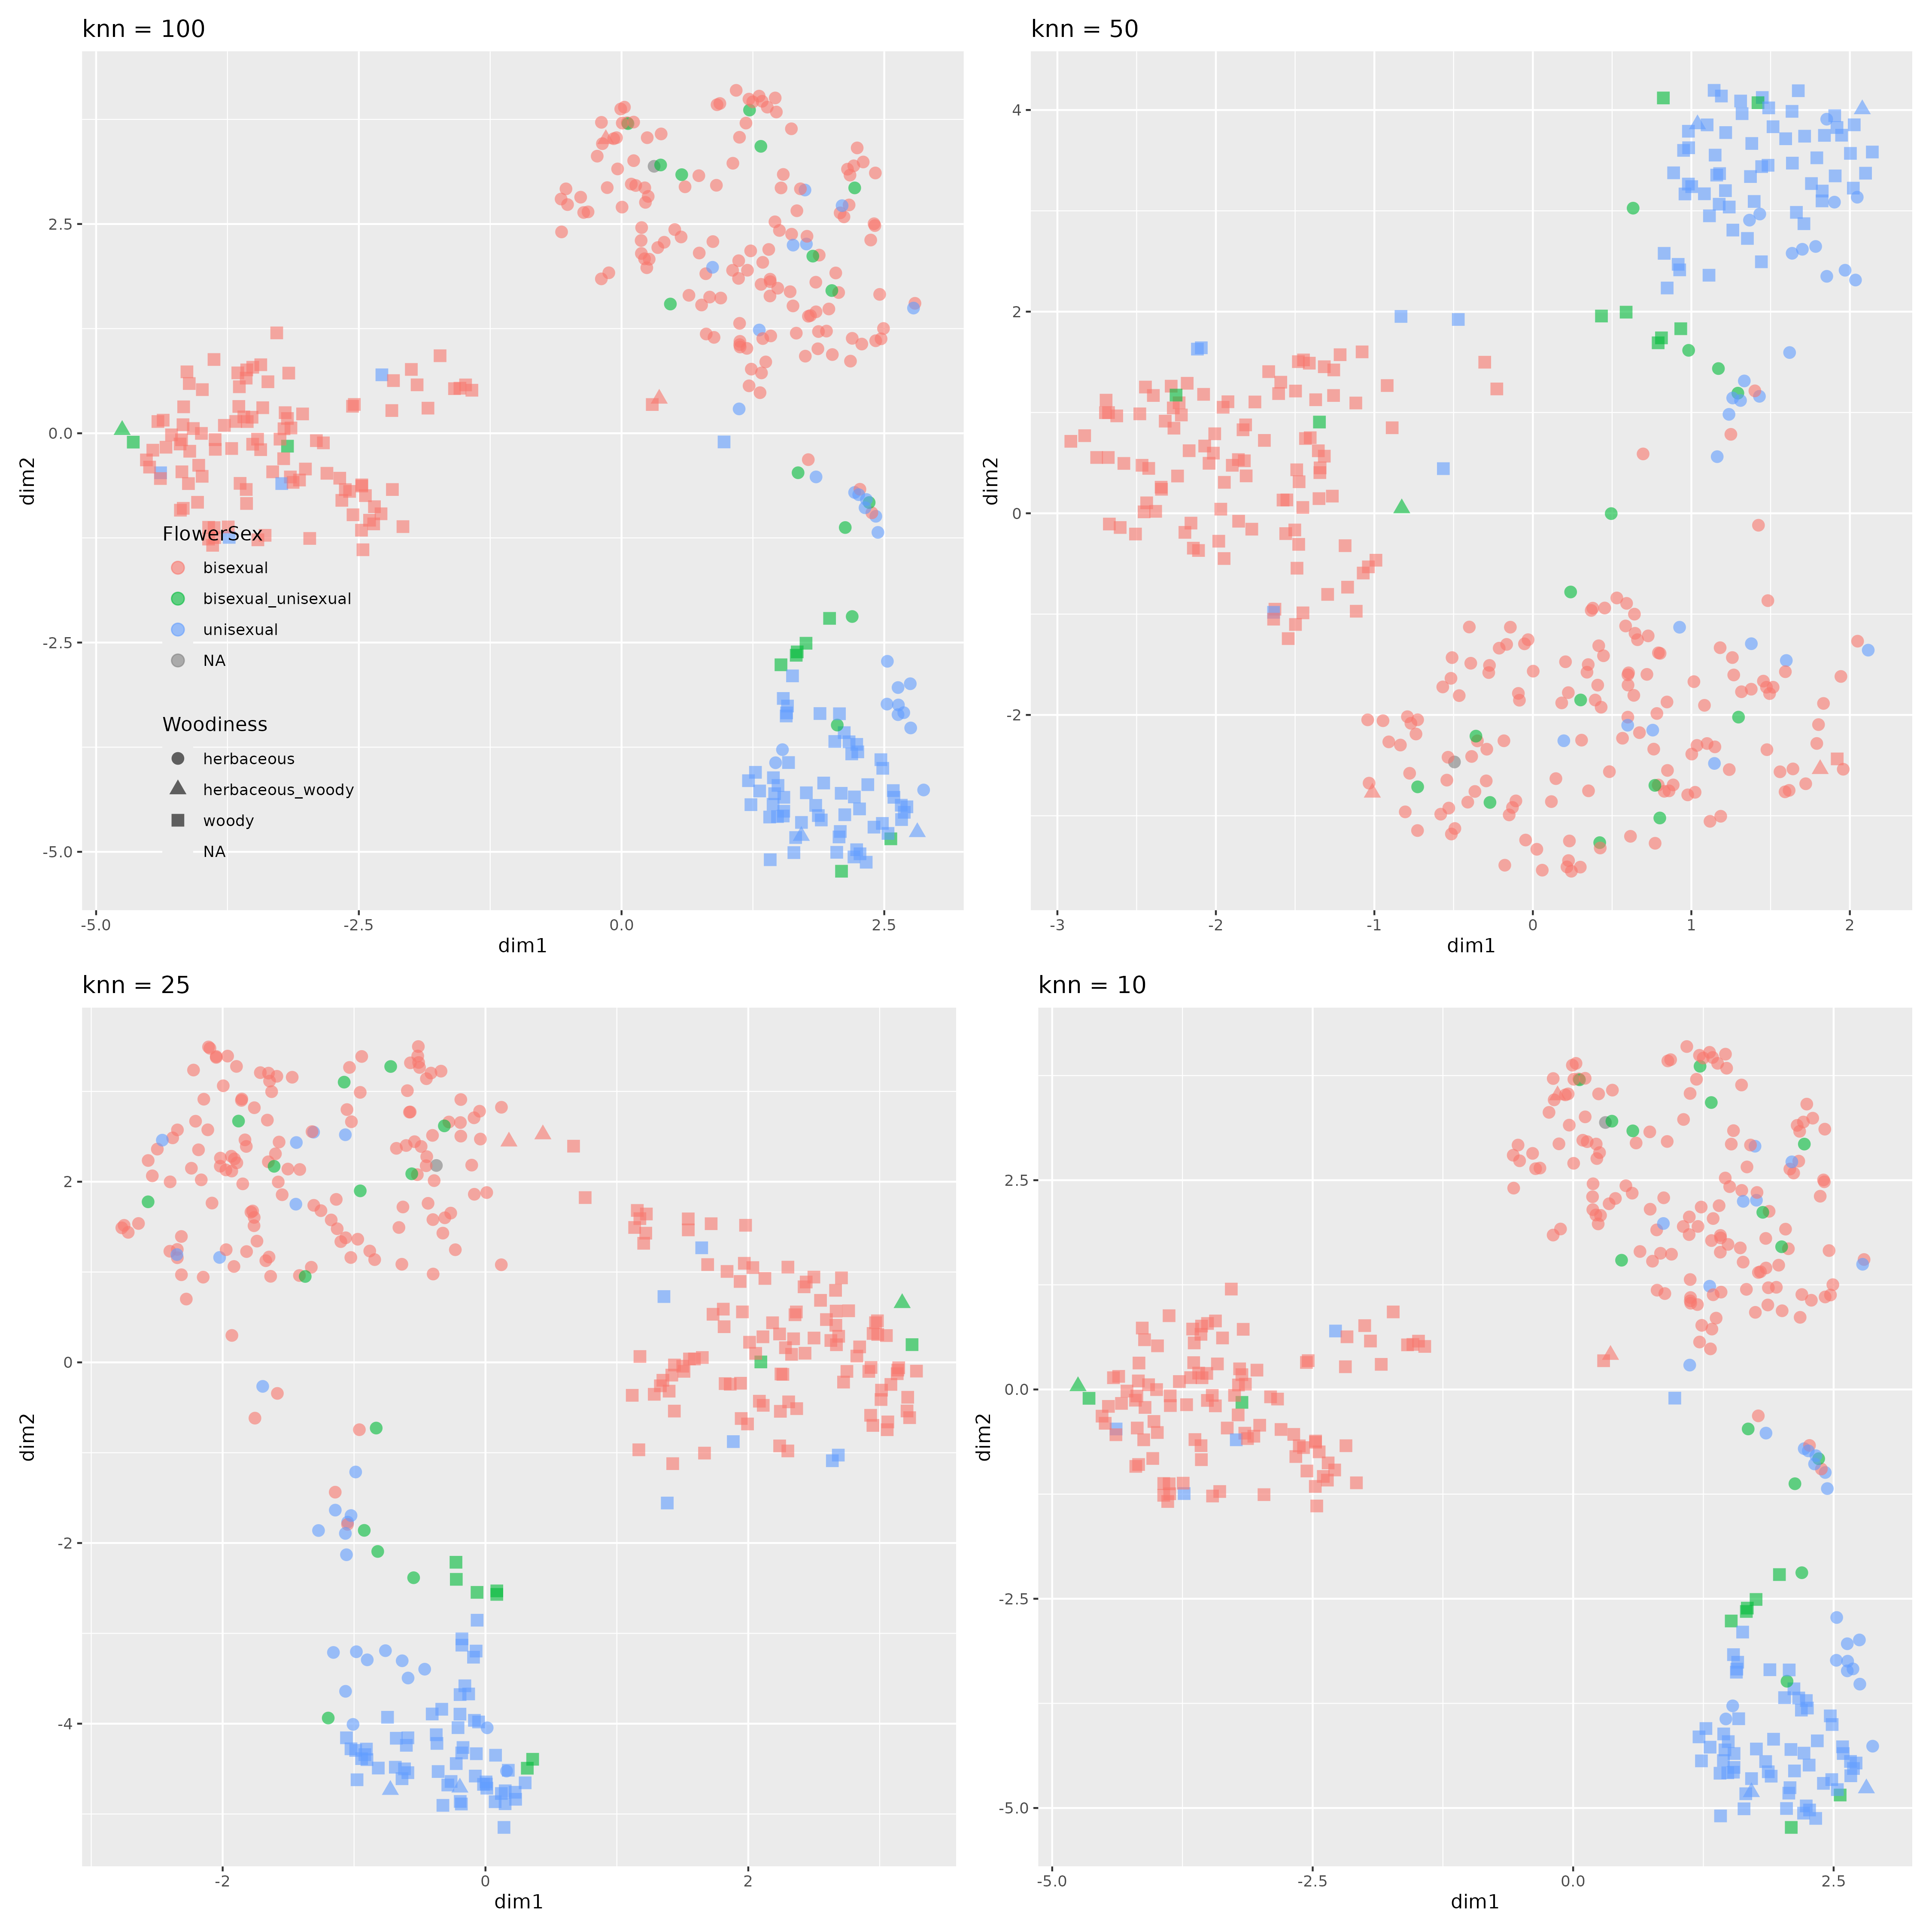 knn = 100
2.5
0.0
-2.5
-5.0
dim2
FlowerSex
bisexual
bisexual_unisexual
unisexual
NA
Woodiness
herbaceous
herbaceous_woody
woody
NA
-5.0 -2.5 0.0 2.5
dim1
knn = 50
4
2
0
-2
dim2
-3 -2 -1 0 1 2
dim1
knn = 25
2
0
-2
-4
dim2
-2 0 2
dim1
knn = 10
2.5
0.0
-2.5
-5.0
dim2
-5.0 -2.5 0.0 2.5
dim1